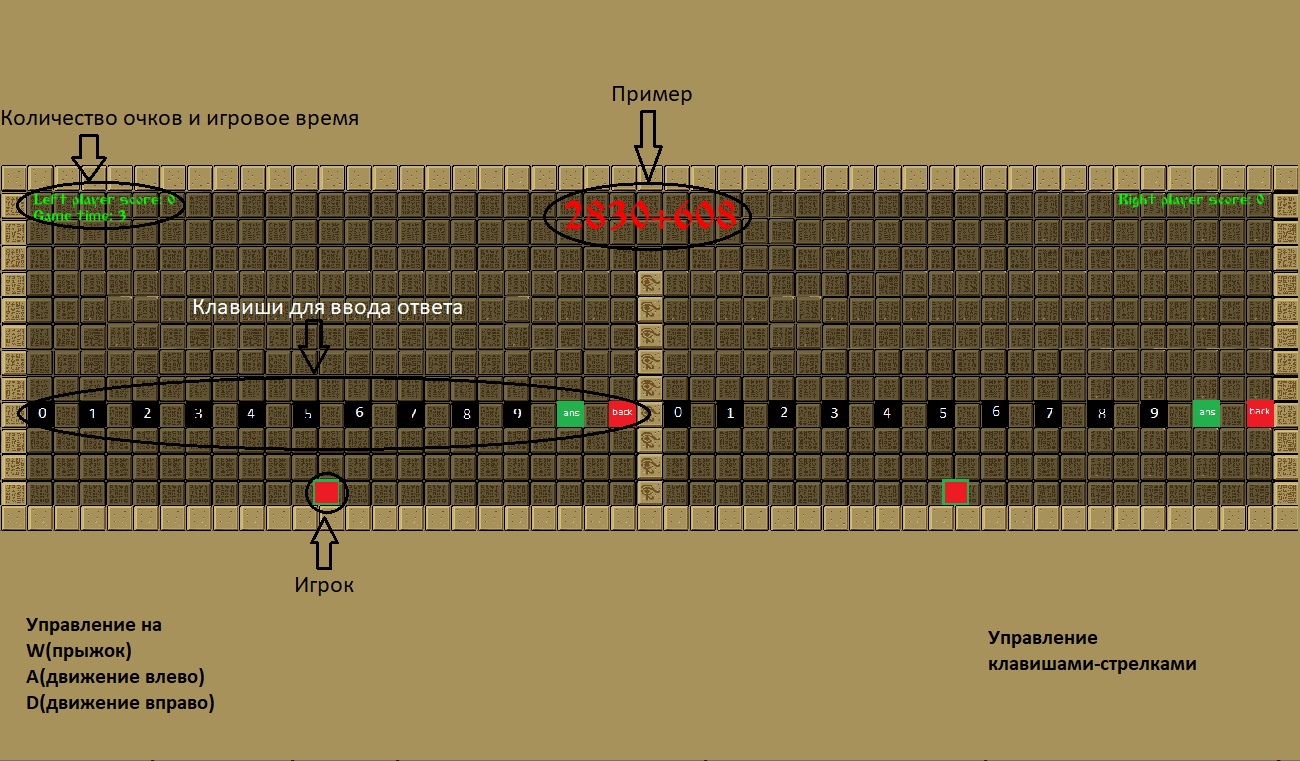 Пример
Количество очков и игровое время
Left player score: 0
Game time: 3
2830+608
Right player score: 0
Клавиши для ввода ответа
0 1 2 3 4 5 6 7 8 9 ans back 0 1 2 3 4 5 6 7 8 9 ans back
Игрок
Управление на
W(прыжок)
A(движение влево)
D(движение вправо)
Управление
клавишами-стрелками